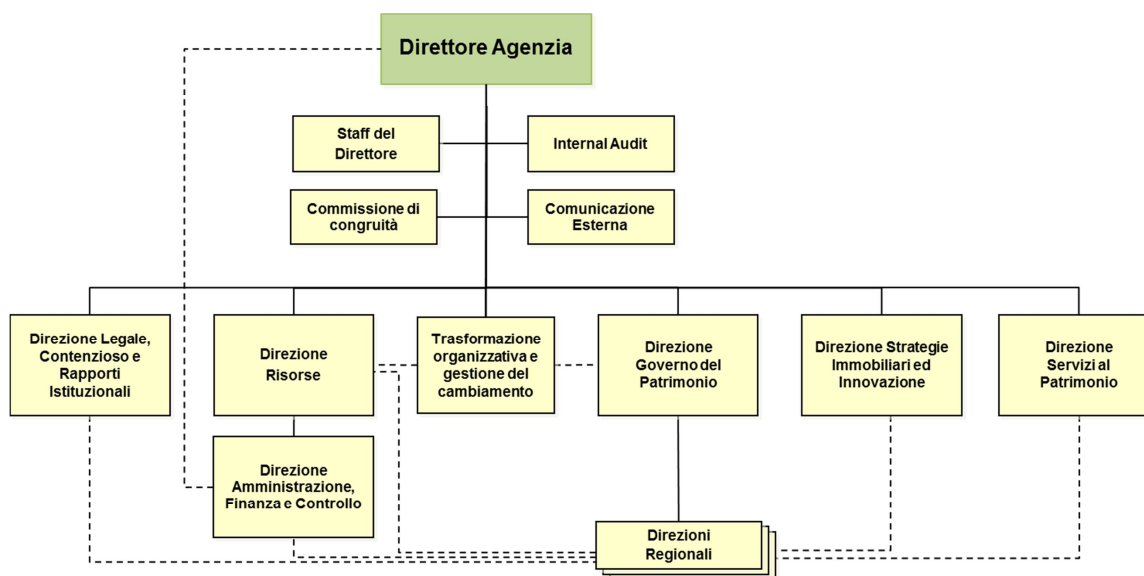 Direttore Agenzia
Staff del
Direttore
Internal Audit
Commissione di
congruità
Comunicazione
Esterna
Direzione Legale,
Contenzioso e
Rapporti
Istituzionali
Direzione
Risorse
Trasformazione
organizzativa e
gestione del
cambiamento
Direzione
Governo del
Patrimonio
Direzione Strategie
Immobiliari ed
Innovazione
Direzione
Servizi al
Patrimonio
Direzione
Amministrazione,
Finanza e Controllo
Direzioni
Regionali